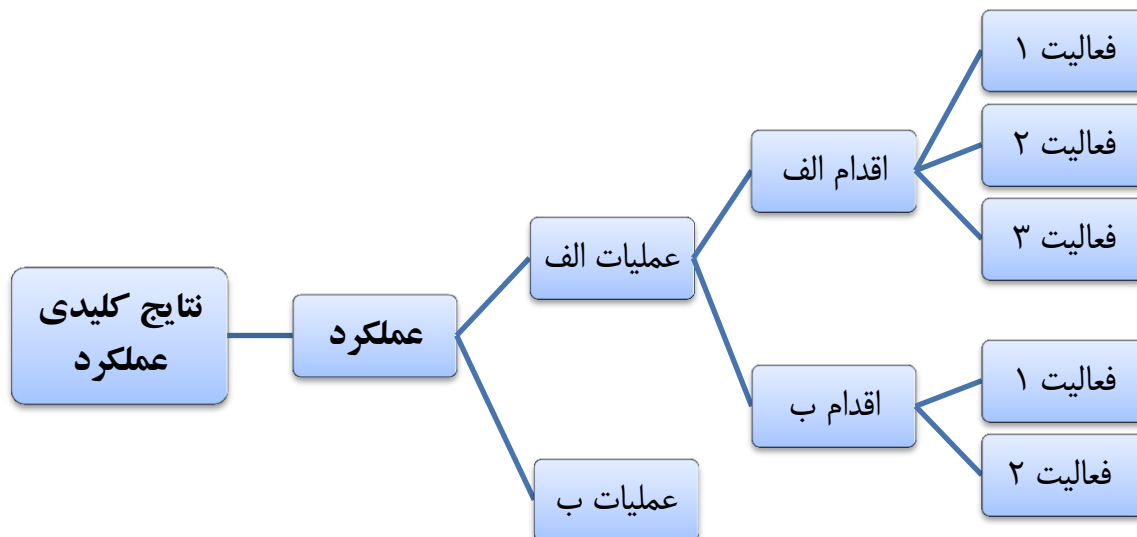 نتایج کلیدی
عملکرد
عملکرد
عملیات الف
عملیات ب
اقدام الف
اقدام ب
فعالیت ۱
فعالیت ۲
فعالیت ۳
فعالیت ۱
فعالیت ۲